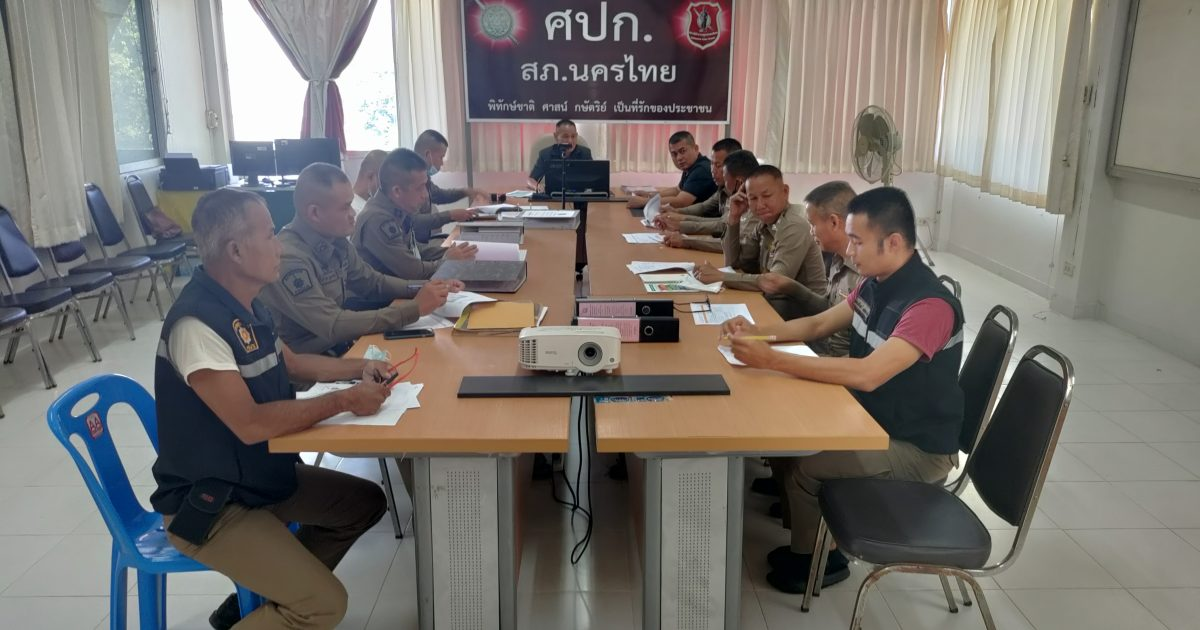 ศปก.
สภ.นครไทย
พิทักษ์ชาติ ศาสน์ กษัตริย์ เป็นที่รักของประชาชน
BenQ
AA